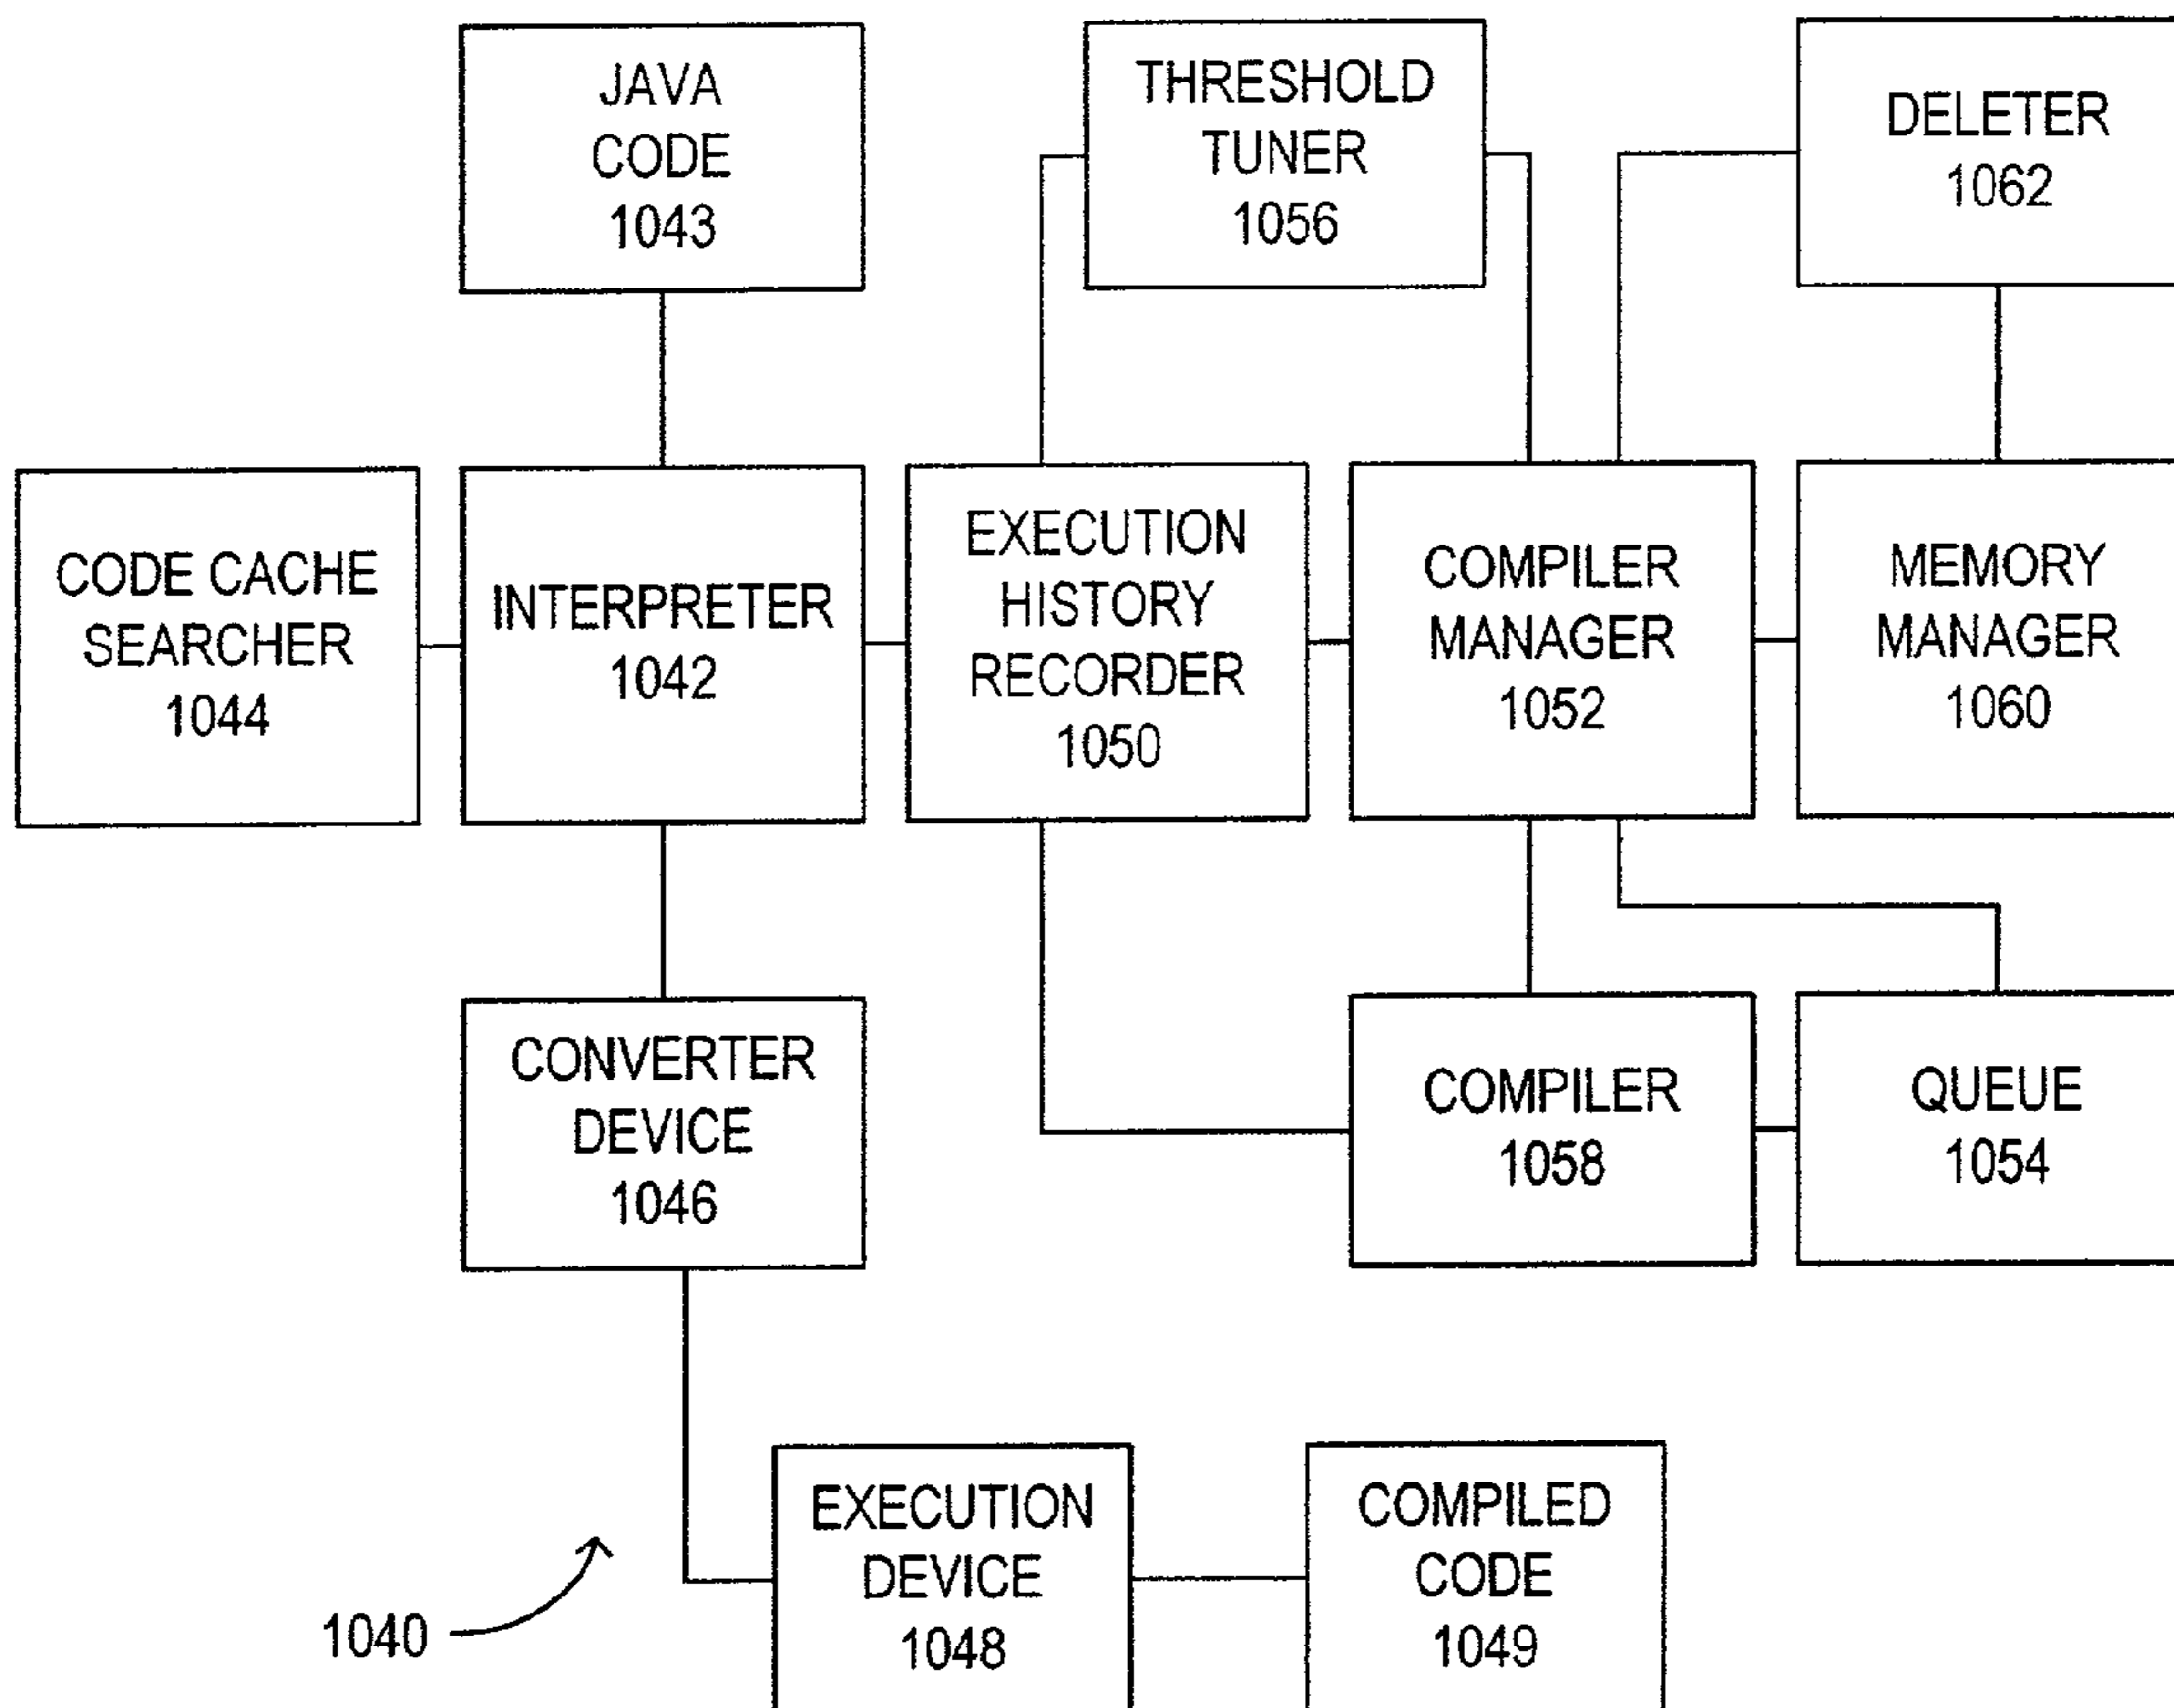 JAVA
CODE
1043
THRESHOLD
TUNER
1056
DELETER
1062
CODE CACHE
SEARCHER
1044
INTERPRETER
1042
EXECUTION
HISTORY
RECORDER
1050
COMPILER
MANAGER
1052
MEMORY
MANAGER
1060
CONVERTER
DEVICE
1046
COMPILER
1058
QUEUE
1054
EXECUTION
DEVICE
1048
COMPILED
CODE
1049
1040